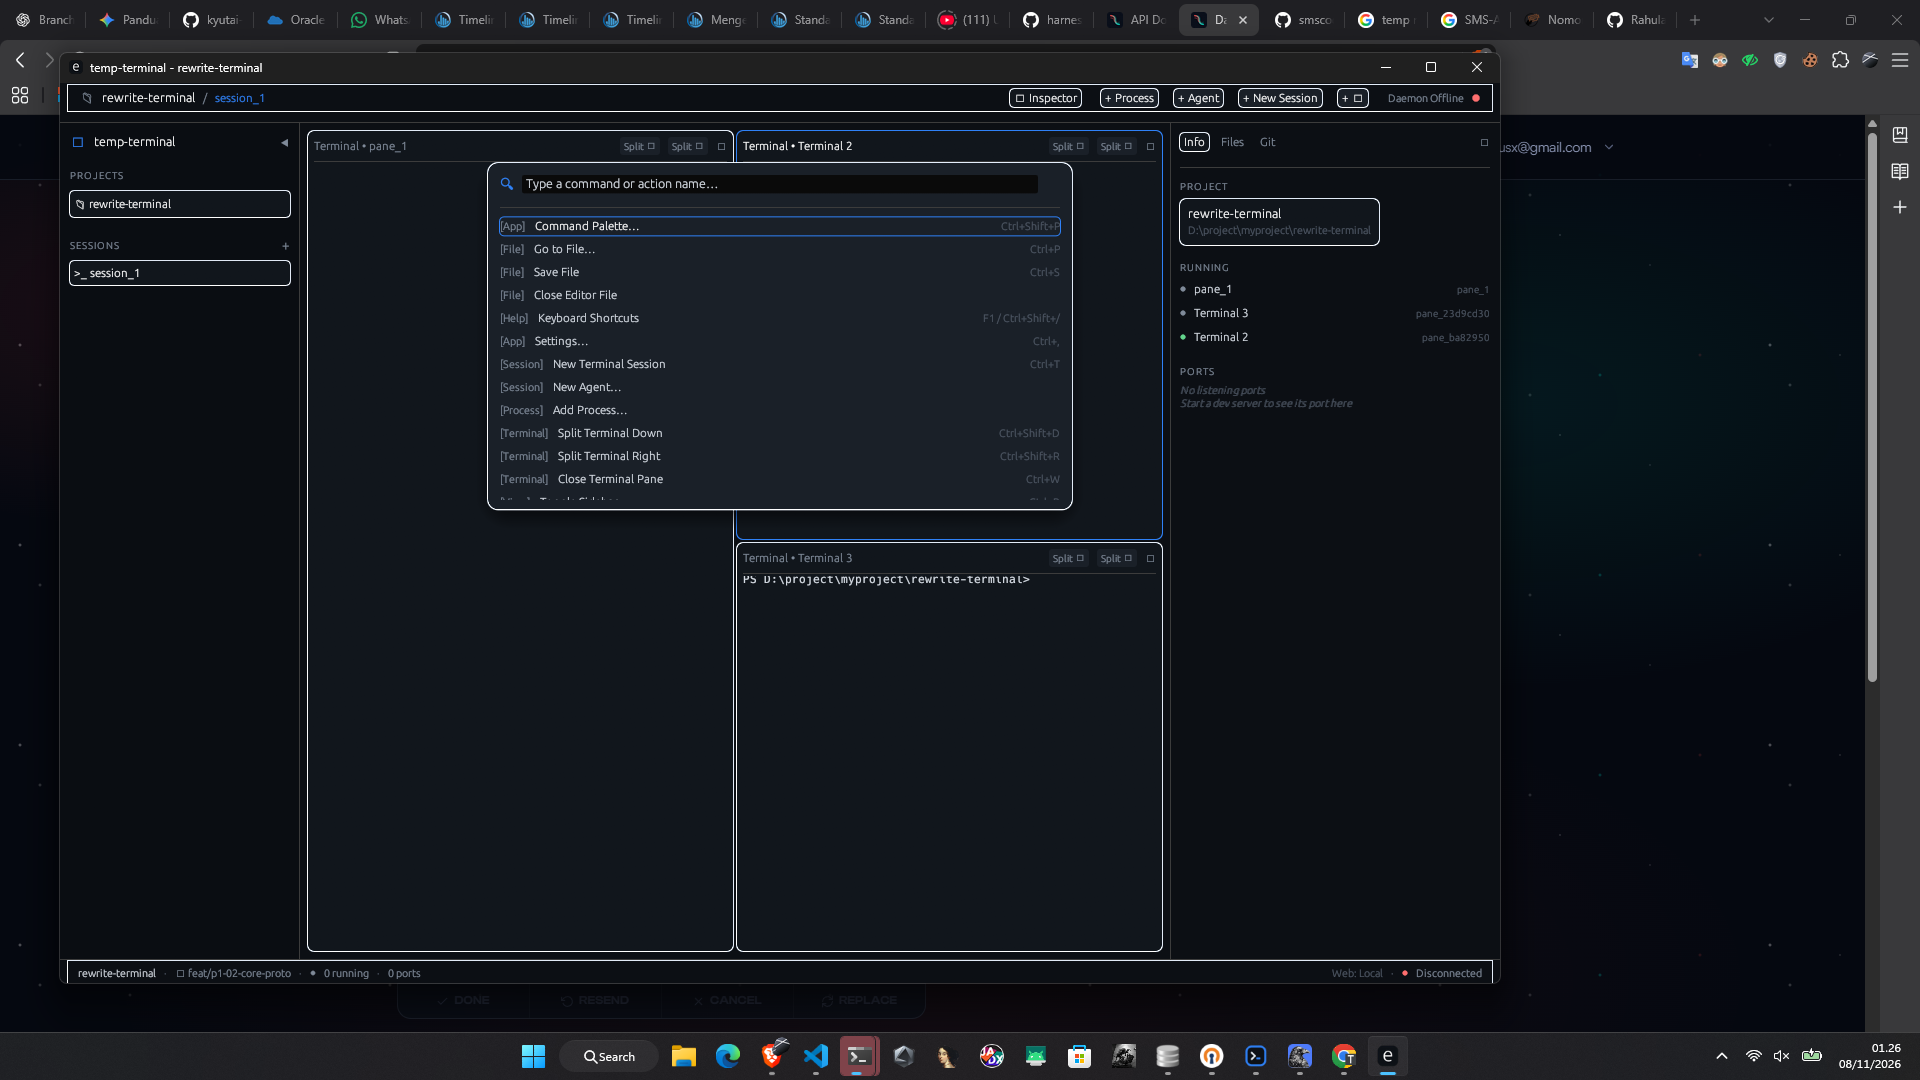 Branch
Pandu
kyutai-
Oracle
Whats
Timelin
Timelin
Timelin
Menge
Standa
Standa
(111) 
harnes
API Do
Da
smsco
temp
SMS-A
Nomo
Rahula
temp-terminal - rewrite-terminal
rewrite-terminal / session_1
Inspector
+ Process
+ Agent
+ New Session
+
Daemon Offline
usx@gmail.com
temp-terminal
PROJECTS
rewrite-terminal
SESSIONS +
>_ session_1
Terminal • pane_1 Split Split
Terminal • Terminal 2 Split Split
Type a command or action name…
[App] Command Palette… Ctrl+Shift+P
[File] Go to File… Ctrl+P
[File] Save File Ctrl+S
[File] Close Editor File
[Help] Keyboard Shortcuts F1 / Ctrl+Shift+/
[App] Settings… Ctrl+,
[Session] New Terminal Session Ctrl+T
[Session] New Agent…
[Process] Add Process…
[Terminal] Split Terminal Down Ctrl+Shift+D
[Terminal] Split Terminal Right Ctrl+Shift+R
[Terminal] Close Terminal Pane Ctrl+W
Terminal • Terminal 3 Split Split
PS D:\project\myproject\rewrite-terminal>
Info Files Git
PROJECT
rewrite-terminal
D:\project\myproject\rewrite-terminal
RUNNING
pane_1 pane_1
Terminal 3 pane_23d9cd30
Terminal 2 pane_ba82950
PORTS
No listening ports
Start a dev server to see its port here
rewrite-terminal · feat/p1-02-core-proto · 0 running · 0 ports
Web: Local · Disconnected
DONE RESEND CANCEL REPLACE
Search
01.26
08/11/2026